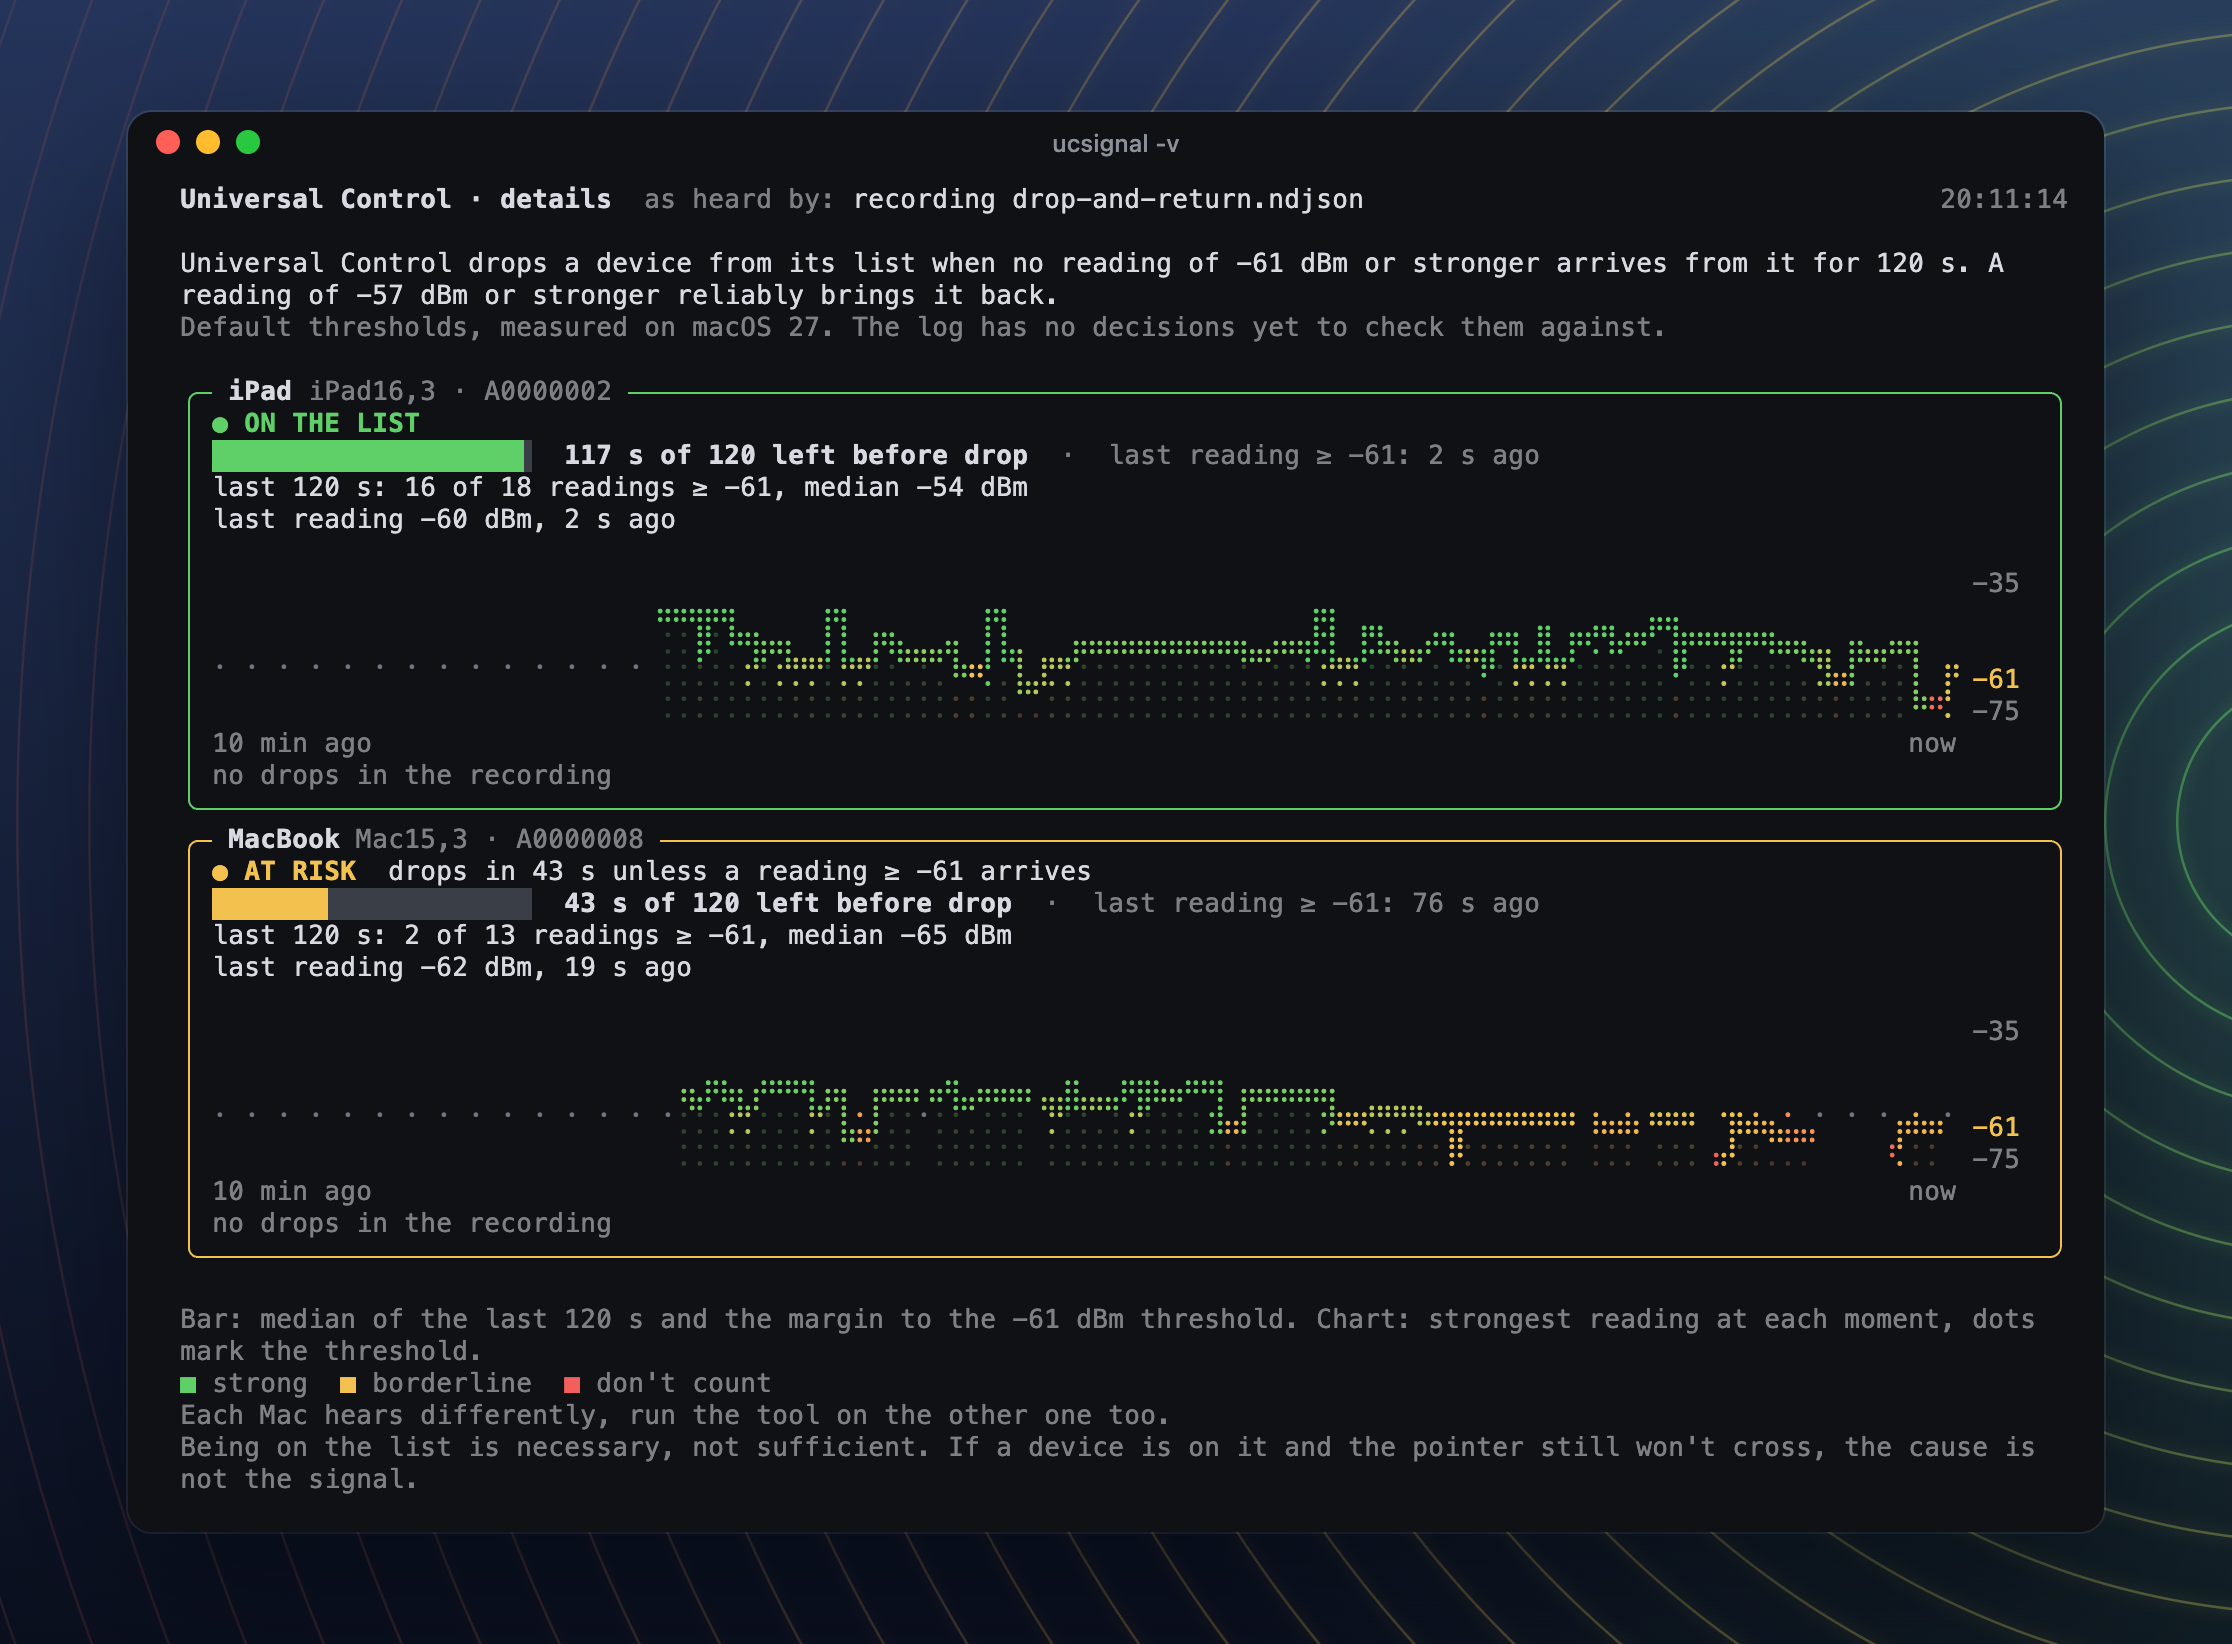 ucsignal -v
Universal Control · details  as heard by: recording drop-and-return.ndjson  20:11:14
Universal Control drops a device from its list when no reading of −61 dBm or stronger arrives from it for 120 s. A
reading of −57 dBm or stronger reliably brings it back.
Default thresholds, measured on macOS 27. The log has no decisions yet to check them against.
iPad iPad16,3 · A0000002
● ON THE LIST
117 s of 120 left before drop  ·  last reading ≥ −61: 2 s ago
last 120 s: 16 of 18 readings ≥ −61, median −54 dBm
last reading −60 dBm, 2 s ago
−35
−61
−75
10 min ago  now
no drops in the recording
MacBook Mac15,3 · A0000008
● AT RISK  drops in 43 s unless a reading ≥ −61 arrives
43 s of 120 left before drop  ·  last reading ≥ −61: 76 s ago
last 120 s: 2 of 13 readings ≥ −61, median −65 dBm
last reading −62 dBm, 19 s ago
−35
−61
−75
10 min ago  now
no drops in the recording
Bar: median of the last 120 s and the margin to the −61 dBm threshold. Chart: strongest reading at each moment, dots
mark the threshold.
■ strong  ■ borderline  ■ don't count
Each Mac hears differently, run the tool on the other one too.
Being on the list is necessary, not sufficient. If a device is on it and the pointer still won't cross, the cause is
not the signal.